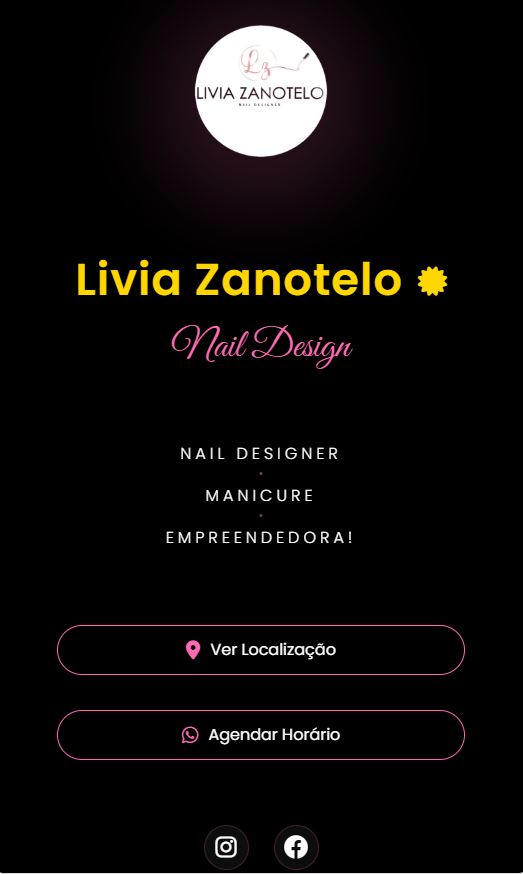 Lz
LIVIA ZANOTELO
NAIL DESIGNER
Livia Zanotelo
Nail Design
NAIL DESIGNER
•
MANICURE
•
EMPREENDEDORA!
Ver Localização
Agendar Horário